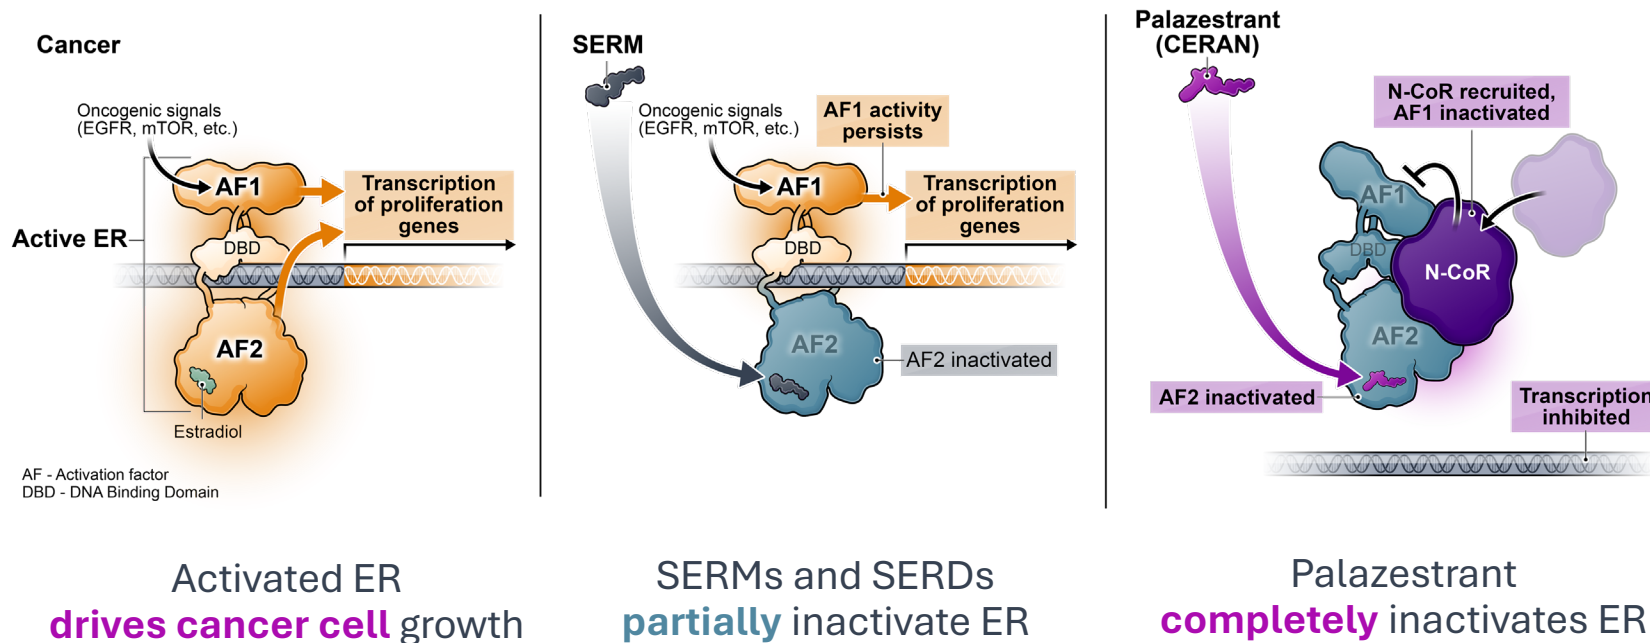 Cancer
Oncogenic signals
(EGFR, mTOR, etc.)
AF1
Transcription
of proliferation
genes
Active ER
DBD
AF2
Estradiol
AF - Activation factor
DBD - DNA Binding Domain
Activated ER
drives cancer cell growth
SERM
Oncogenic signals
(EGFR, mTOR, etc.)
AF1 activity
persists
AF1
Transcription
of proliferation
genes
DBD
AF2
AF2 inactivated
SERMs and SERDs
partially inactivate ER
Palazestrant
(CERAN)
N-CoR recruited,
AF1 inactivated
AF1
DBD
N-CoR
AF2
AF2 inactivated
Transcription
inhibited
Palazestrant
completely inactivates ER